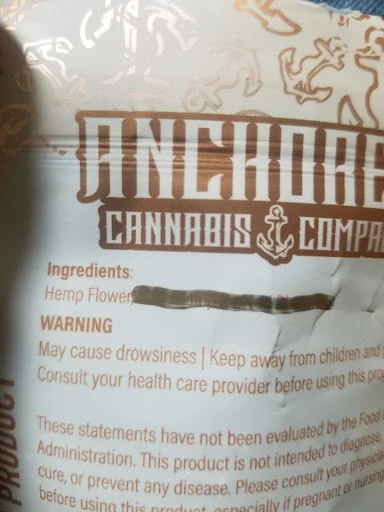 ANCHORE
CANNABIS COMPA
Ingredients:
Hemp Flower
WARNING
May cause drowsiness | Keep away from children and
Consult your health care provider before using this pro
These statements have not been evaluated by the Food
Administration. This product is not intended to diagnose,
cure, or prevent any disease. Please consult your physicia
before using this product, especially if pregnant or nursing
PRODUCT